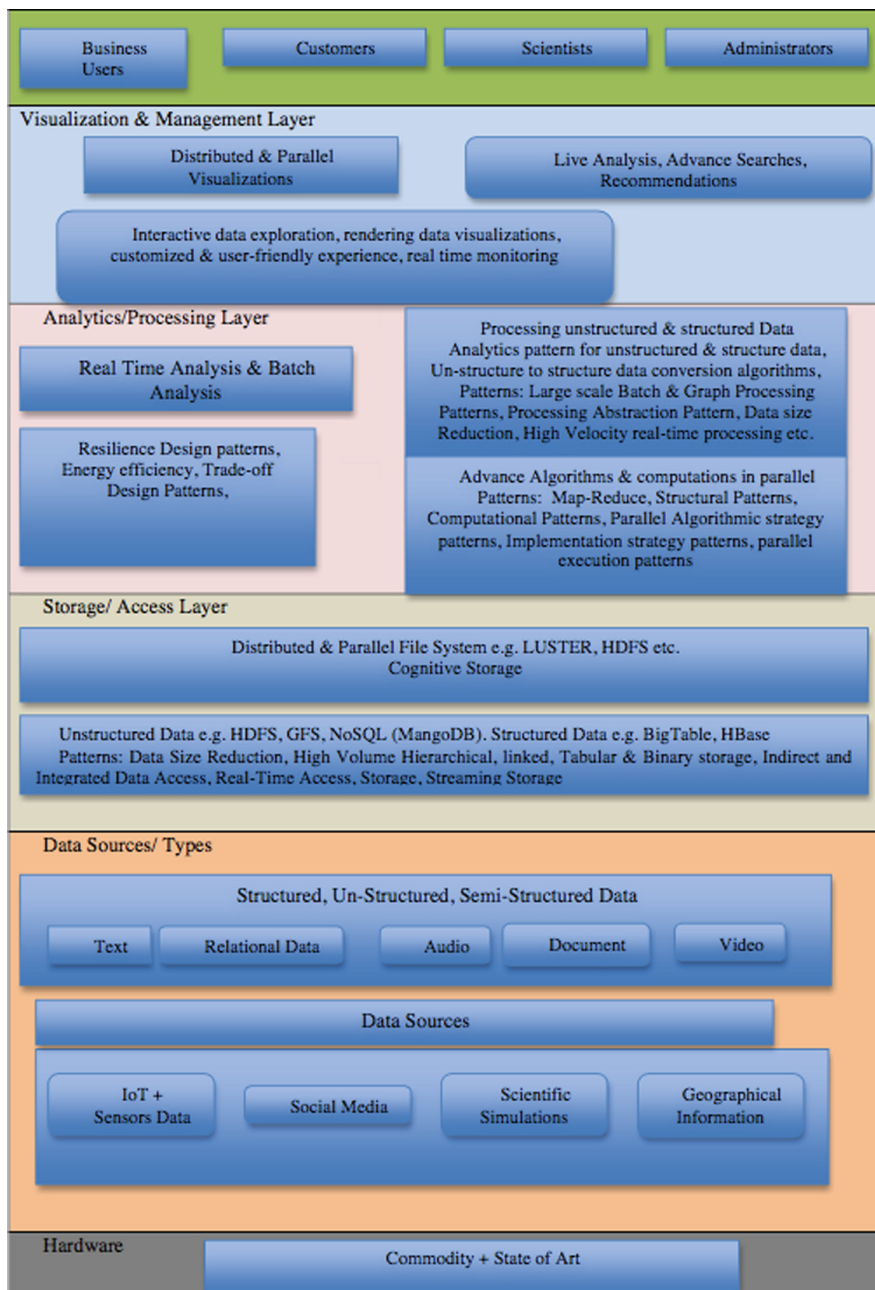 Business
Users
Customers
Scientists
Administrators
Visualization & Management Layer
Distributed & Parallel
Visualizations
Live Analysis, Advance Searches,
Recommendations
Interactive data exploration, rendering data visualizations,
customized & user-friendly experience, real time monitoring
Analytics/Processing Layer
Real Time Analysis & Batch
Analysis
Resilience Design patterns,
Energy efficiency, Trade-off
Design Patterns,
Processing unstructured & structured Data
Analytics pattern for unstructured & structure data,
Un-structure to structure data conversion algorithms,
Patterns: Large scale Batch & Graph Processing
Patterns, Processing Abstraction Pattern, Data size
Reduction, High Velocity real-time processing etc.
Advance Algorithms & computations in parallel
Patterns: Map-Reduce, Structural Patterns,
Computational Patterns, Parallel Algorithmic strategy
patterns, Implementation strategy patterns, parallel
execution patterns
Storage/ Access Layer
Distributed & Parallel File System e.g. LUSTER, HDFS etc.
Cognitive Storage
Unstructured Data e.g. HDFS, GFS, NoSQL (MangoDB). Structured Data e.g. BigTable, HBase
Patterns: Data Size Reduction, High Volume Hierarchical, linked, Tabular & Binary storage, Indirect and
Integrated Data Access, Real-Time Access, Storage, Streaming Storage
Data Sources/ Types
Structured, Un-Structured, Semi-Structured Data
Text
Relational Data
Audio
Document
Video
Data Sources
IoT +
Sensors Data
Social Media
Scientific
Simulations
Geographical
Information
Hardware
Commodity + State of Art